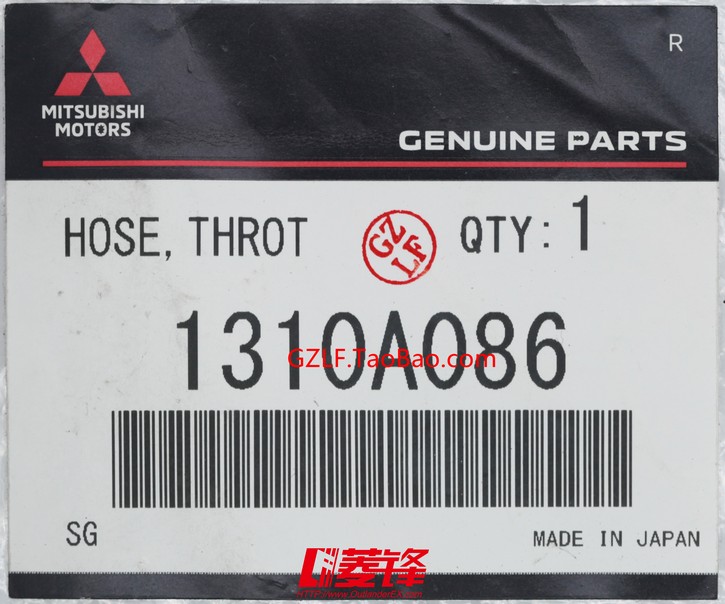 R
MITSUBISHI
MOTORS
GENUINE PARTS
HOSE, THROT
GZ
LF
QTY: 1
1310A086
GZLF.TaoBao.com
SG
MADE IN JAPAN
菱锋